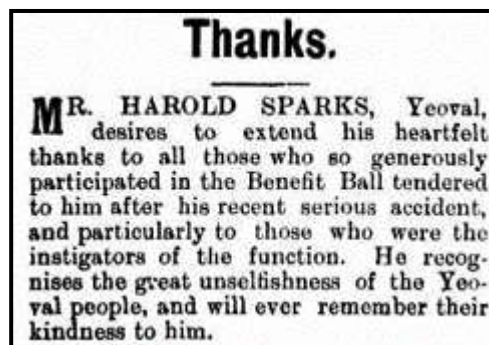 Thanks.
MR. HAROLD SPARKS, Yeoval,
desires to extend his heartfelt
thanks to all those who so generously
participated in the Benefit Ball tendered
to him after his recent serious accident,
and particularly to those who were the
instigators of the function. He recog-
nises the great unselfishness of the Yeo-
val people, and will ever remember their
kindness to him.